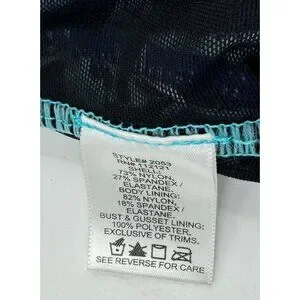 STYLE# 2053
RN# 112121
SHELL:
73% NYLON,
27% SPANDEX /
ELASTANE.
BODY LINING:
82% NYLON,
18% SPANDEX /
ELASTANE.
BUST & GUSSET LINING:
100% POLYESTER.
EXCLUSIVE OF TRIMS.
SEE REVERSE FOR CARE